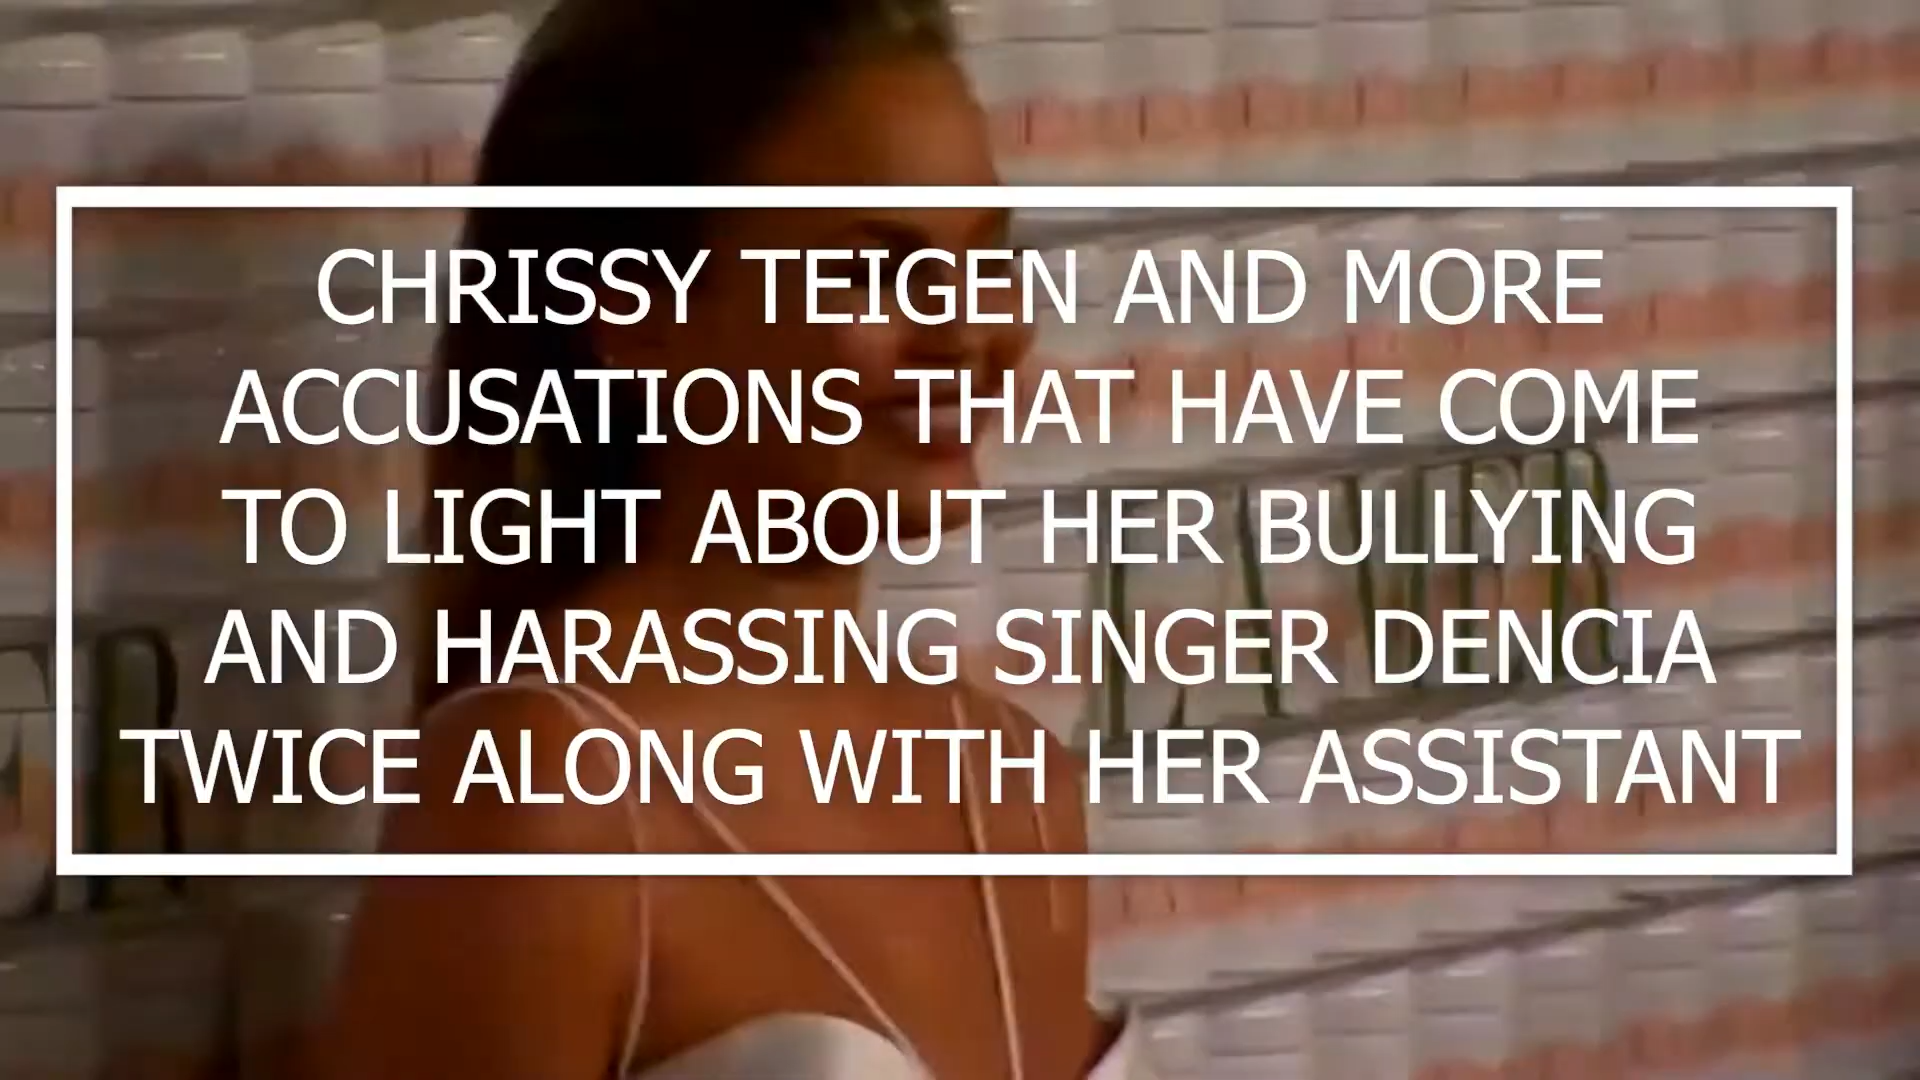 CHRISSY TEIGEN AND MORE
ACCUSATIONS THAT HAVE COME
TO LIGHT ABOUT HER BULLYING
AND HARASSING SINGER DENCIA
TWICE ALONG WITH HER ASSISTANT